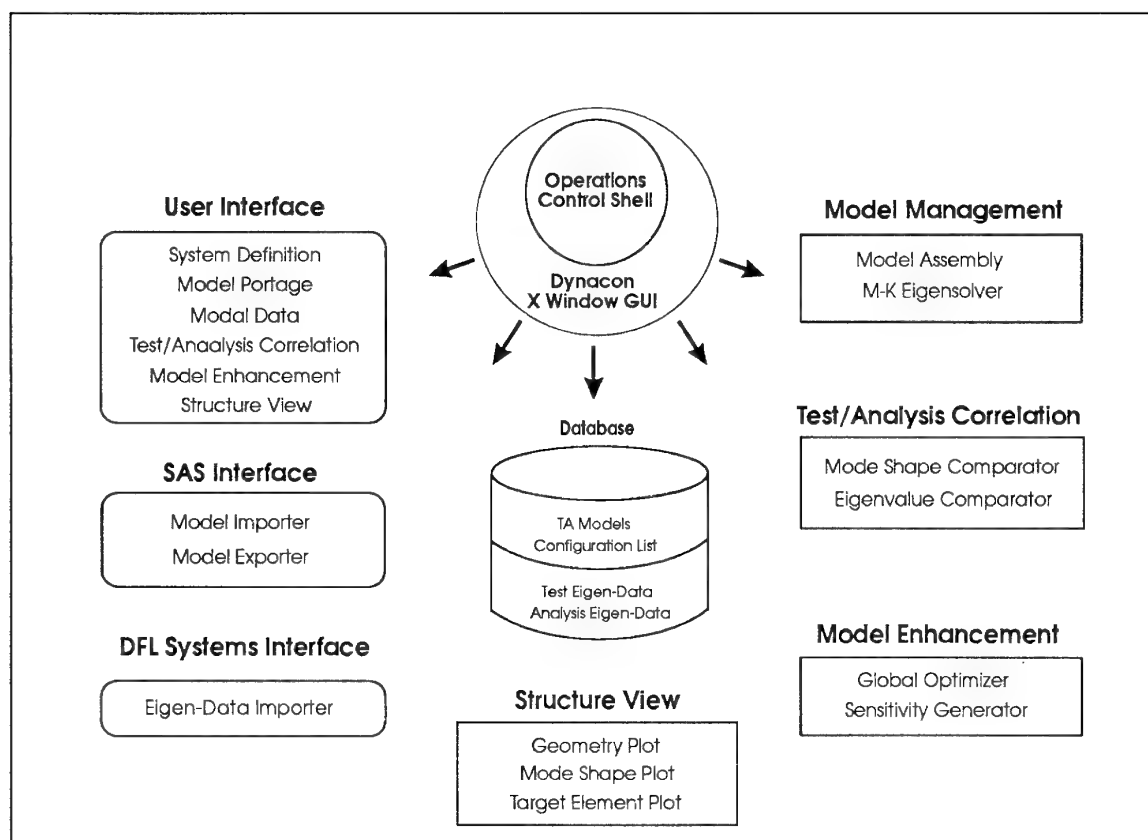 Operations
Control Shell
Dynacon
X Window GUI
User Interface
System Definition
Model Portage
Modal Data
Test/Anaalysis Correlation
Model Enhancement
Structure View
SAS Interface
Model Importer
Model Exporter
DFL Systems Interface
Eigen-Data Importer
Database
TA Models
Configuration List
Test Eigen-Data
Analysis Eigen-Data
Structure View
Geometry Plot
Mode Shape Plot
Target Element Plot
Model Management
Model Assembly
M-K Eigensolver
Test/Analysis Correlation
Mode Shape Comparator
Eigenvalue Comparator
Model Enhancement
Global Optimizer
Sensitivity Generator